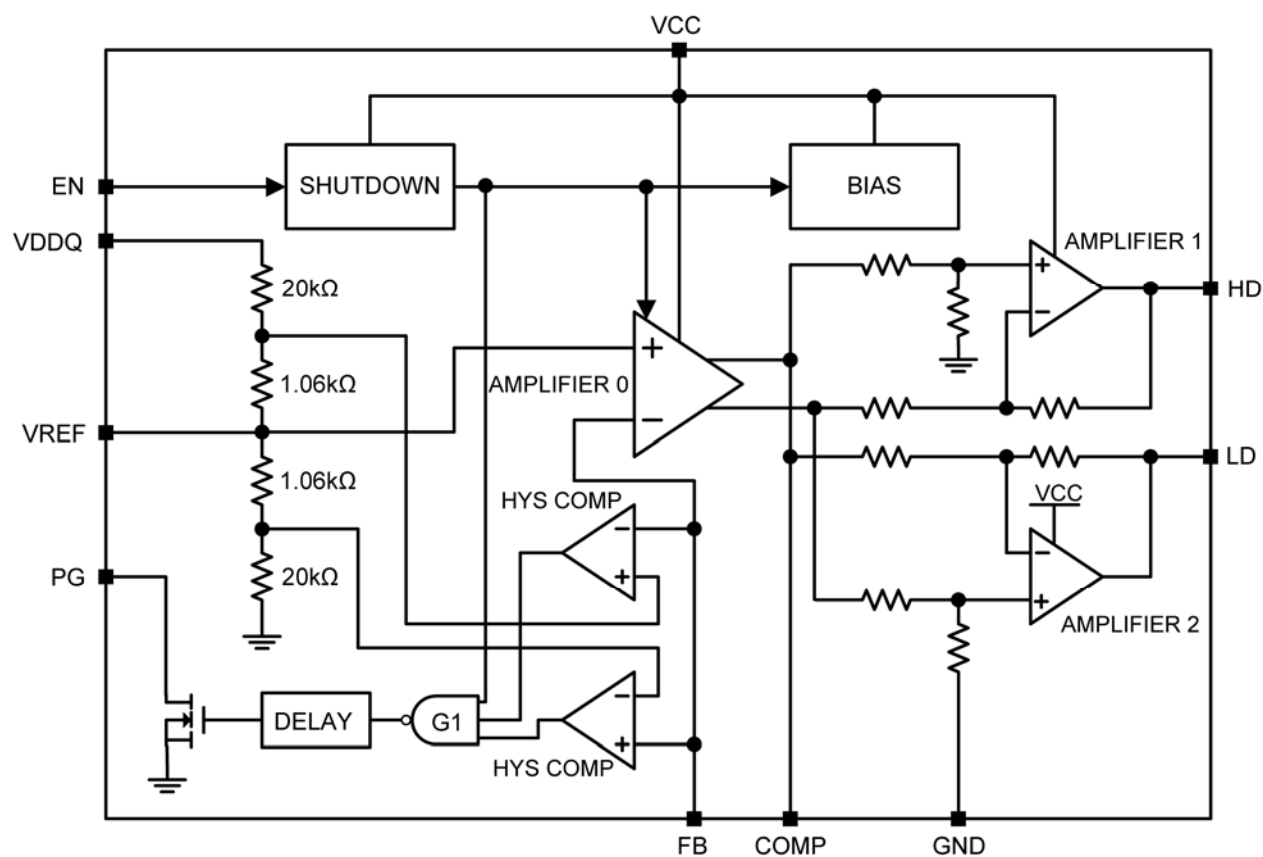 VCC
EN
SHUTDOWN
BIAS
VDDQ
AMPLIFIER 1
20kΩ
+
HD
−
+
1.06kΩ
AMPLIFIER 0
−
VREF
LD
1.06kΩ
VCC
HYS COMP
−
−
PG
20kΩ
+
+
AMPLIFIER 2
−
DELAY
G1
+
HYS COMP
FB
COMP
GND